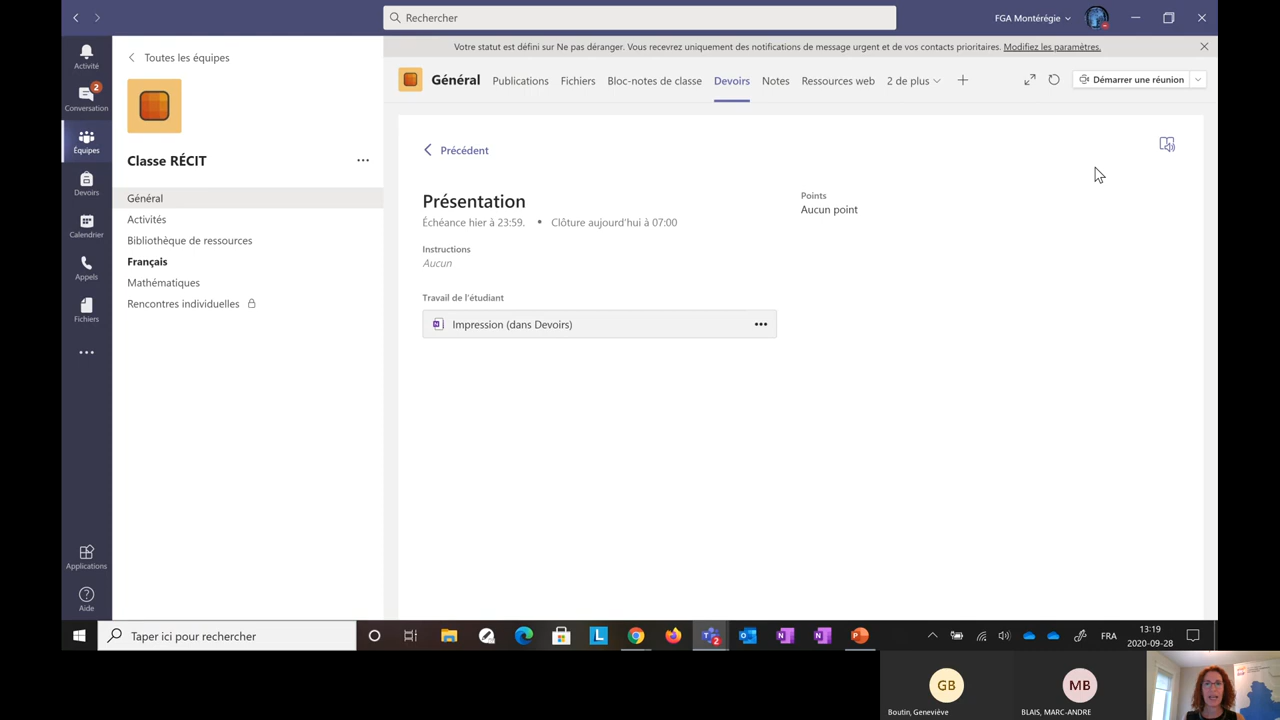 Rechercher
FGA Montérégie
Votre statut est défini sur Ne pas déranger. Vous recevrez uniquement des notifications de message urgent et de vos contacts prioritaires. Modifiez les paramètres.
Activité
2
Conversation
Équipes
Devoirs
Calendrier
Appels
Fichiers
Applications
Aide
Toutes les équipes
Classe RÉCIT
Général
Activités
Bibliothèque de ressources
Français
Mathématiques
Rencontres individuelles
Général Publications Fichiers Bloc-notes de classe Devoirs Notes Ressources web 2 de plus
Démarrer une réunion
Précédent
Présentation
Échéance hier à 23:59. • Clôture aujourd'hui à 07:00
Points
Aucun point
Instructions
Aucun
Travail de l'étudiant
Impression (dans Devoirs)
Taper ici pour rechercher
L
2
FRA
13:19
2020-09-28
GB
Boutin, Geneviève
MB
BLAIS, MARC-ANDRE